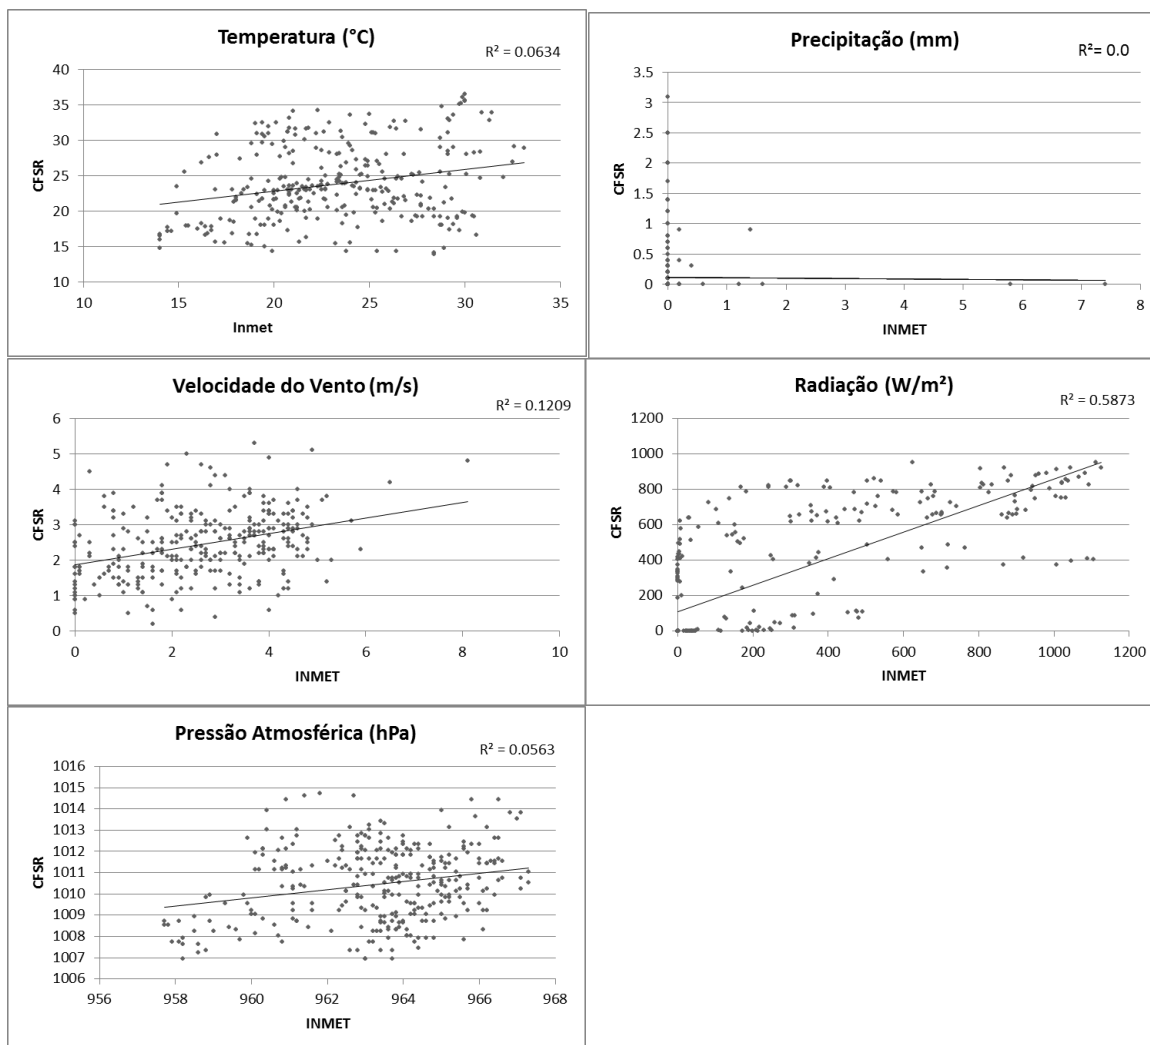 Temperatura (°C)
R² = 0.0634
40
35
30
25
20
15
10
CFSR
10 15 20 25 30 35
Inmet
Precipitação (mm)
R²= 0.0
3.5
3
2.5
2
1.5
1
0.5
0
CFSR
0 1 2 3 4 5 6 7 8
INMET
Velocidade do Vento (m/s)
R² = 0.1209
6
5
4
3
2
1
0
CFSR
0 2 4 6 8 10
INMET
Radiação (W/m²)
R² = 0.5873
1200
1000
800
600
400
200
0
CFSR
0 200 400 600 800 1000 1200
INMET
Pressão Atmosférica (hPa)
R² = 0.0563
1016
1015
1014
1013
1012
1011
1010
1009
1008
1007
1006
CFSR
956 958 960 962 964 966 968
INMET